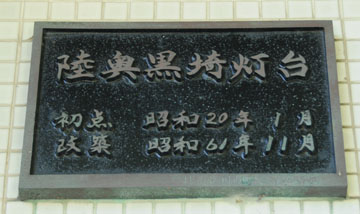 陸奥黒埼灯台
初点 昭和20年 1月
改築 昭和61年11月